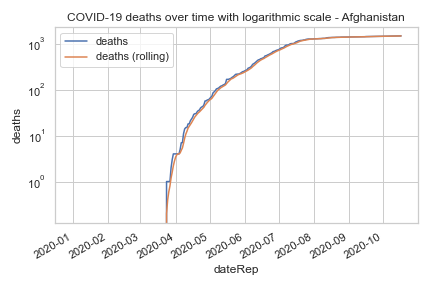 COVID-19 deaths over time with logarithmic scale - Afghanistan
deaths
deaths (rolling)
10³
10²
10¹
10⁰
deaths
2020-01
2020-02
2020-03
2020-04
2020-05
2020-06
2020-07
2020-08
2020-09
2020-10
dateRep